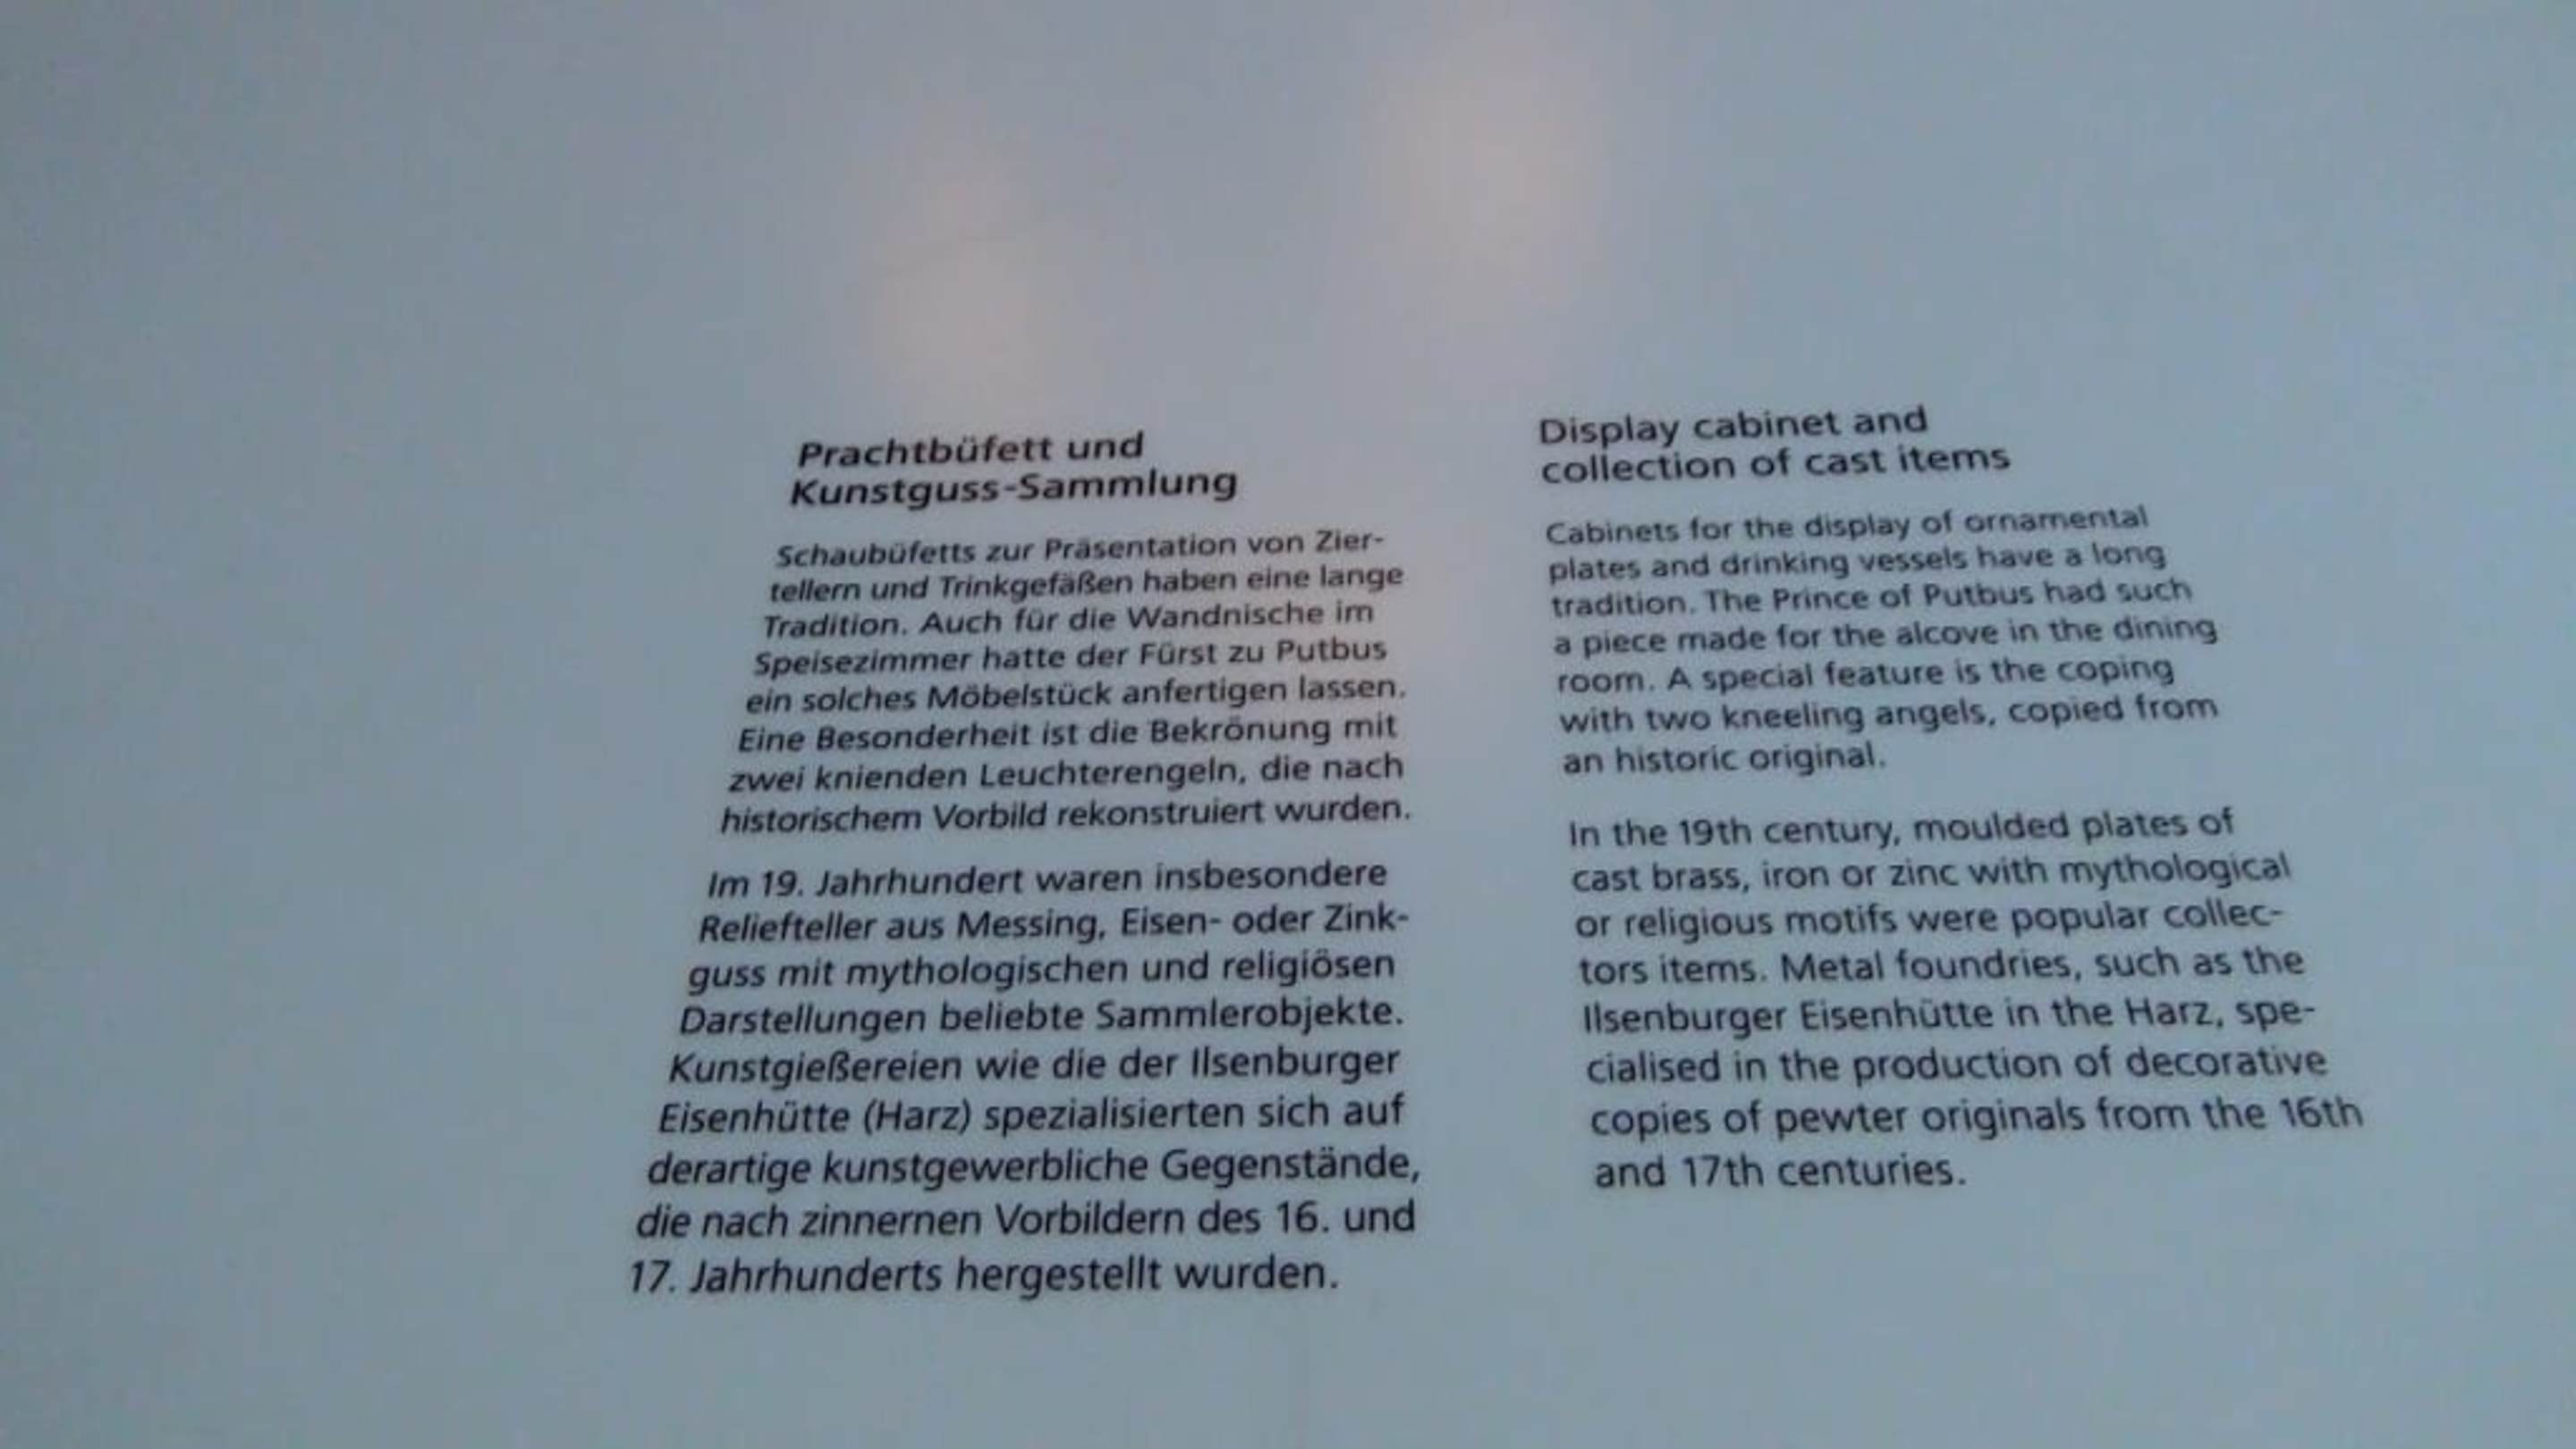 Prachtbüfett und
Kunstguss-Sammlung
Schaubüfetts zur Präsentation von Zier-
tellern und Trinkgefäßen haben eine lange
Tradition. Auch für die Wandnische im
Speisezimmer hatte der Fürst zu Putbus
ein solches Möbelstück anfertigen lassen.
Eine Besonderheit ist die Bekrönung mit
zwei knienden Leuchterengeln, die nach
historischem Vorbild rekonstruiert wurden.
Im 19. Jahrhundert waren insbesondere
Reliefteller aus Messing, Eisen- oder Zink-
guss mit mythologischen und religiösen
Darstellungen beliebte Sammlerobjekte.
Kunstgießereien wie die der Ilsenburger
Eisenhütte (Harz) spezialisierten sich auf
derartige kunstgewerbliche Gegenstände,
die nach zinnernen Vorbildern des 16. und
17. Jahrhunderts hergestellt wurden.
Display cabinet and
collection of cast items
Cabinets for the display of ornamental
plates and drinking vessels have a long
tradition. The Prince of Putbus had such
a piece made for the alcove in the dining
room. A special feature is the coping
with two kneeling angels, copied from
an historic original.
In the 19th century, moulded plates of
cast brass, iron or zinc with mythological
or religious motifs were popular collec-
tors items. Metal foundries, such as the
Ilsenburger Eisenhütte in the Harz, spe-
cialised in the production of decorative
copies of pewter originals from the 16th
and 17th centuries.